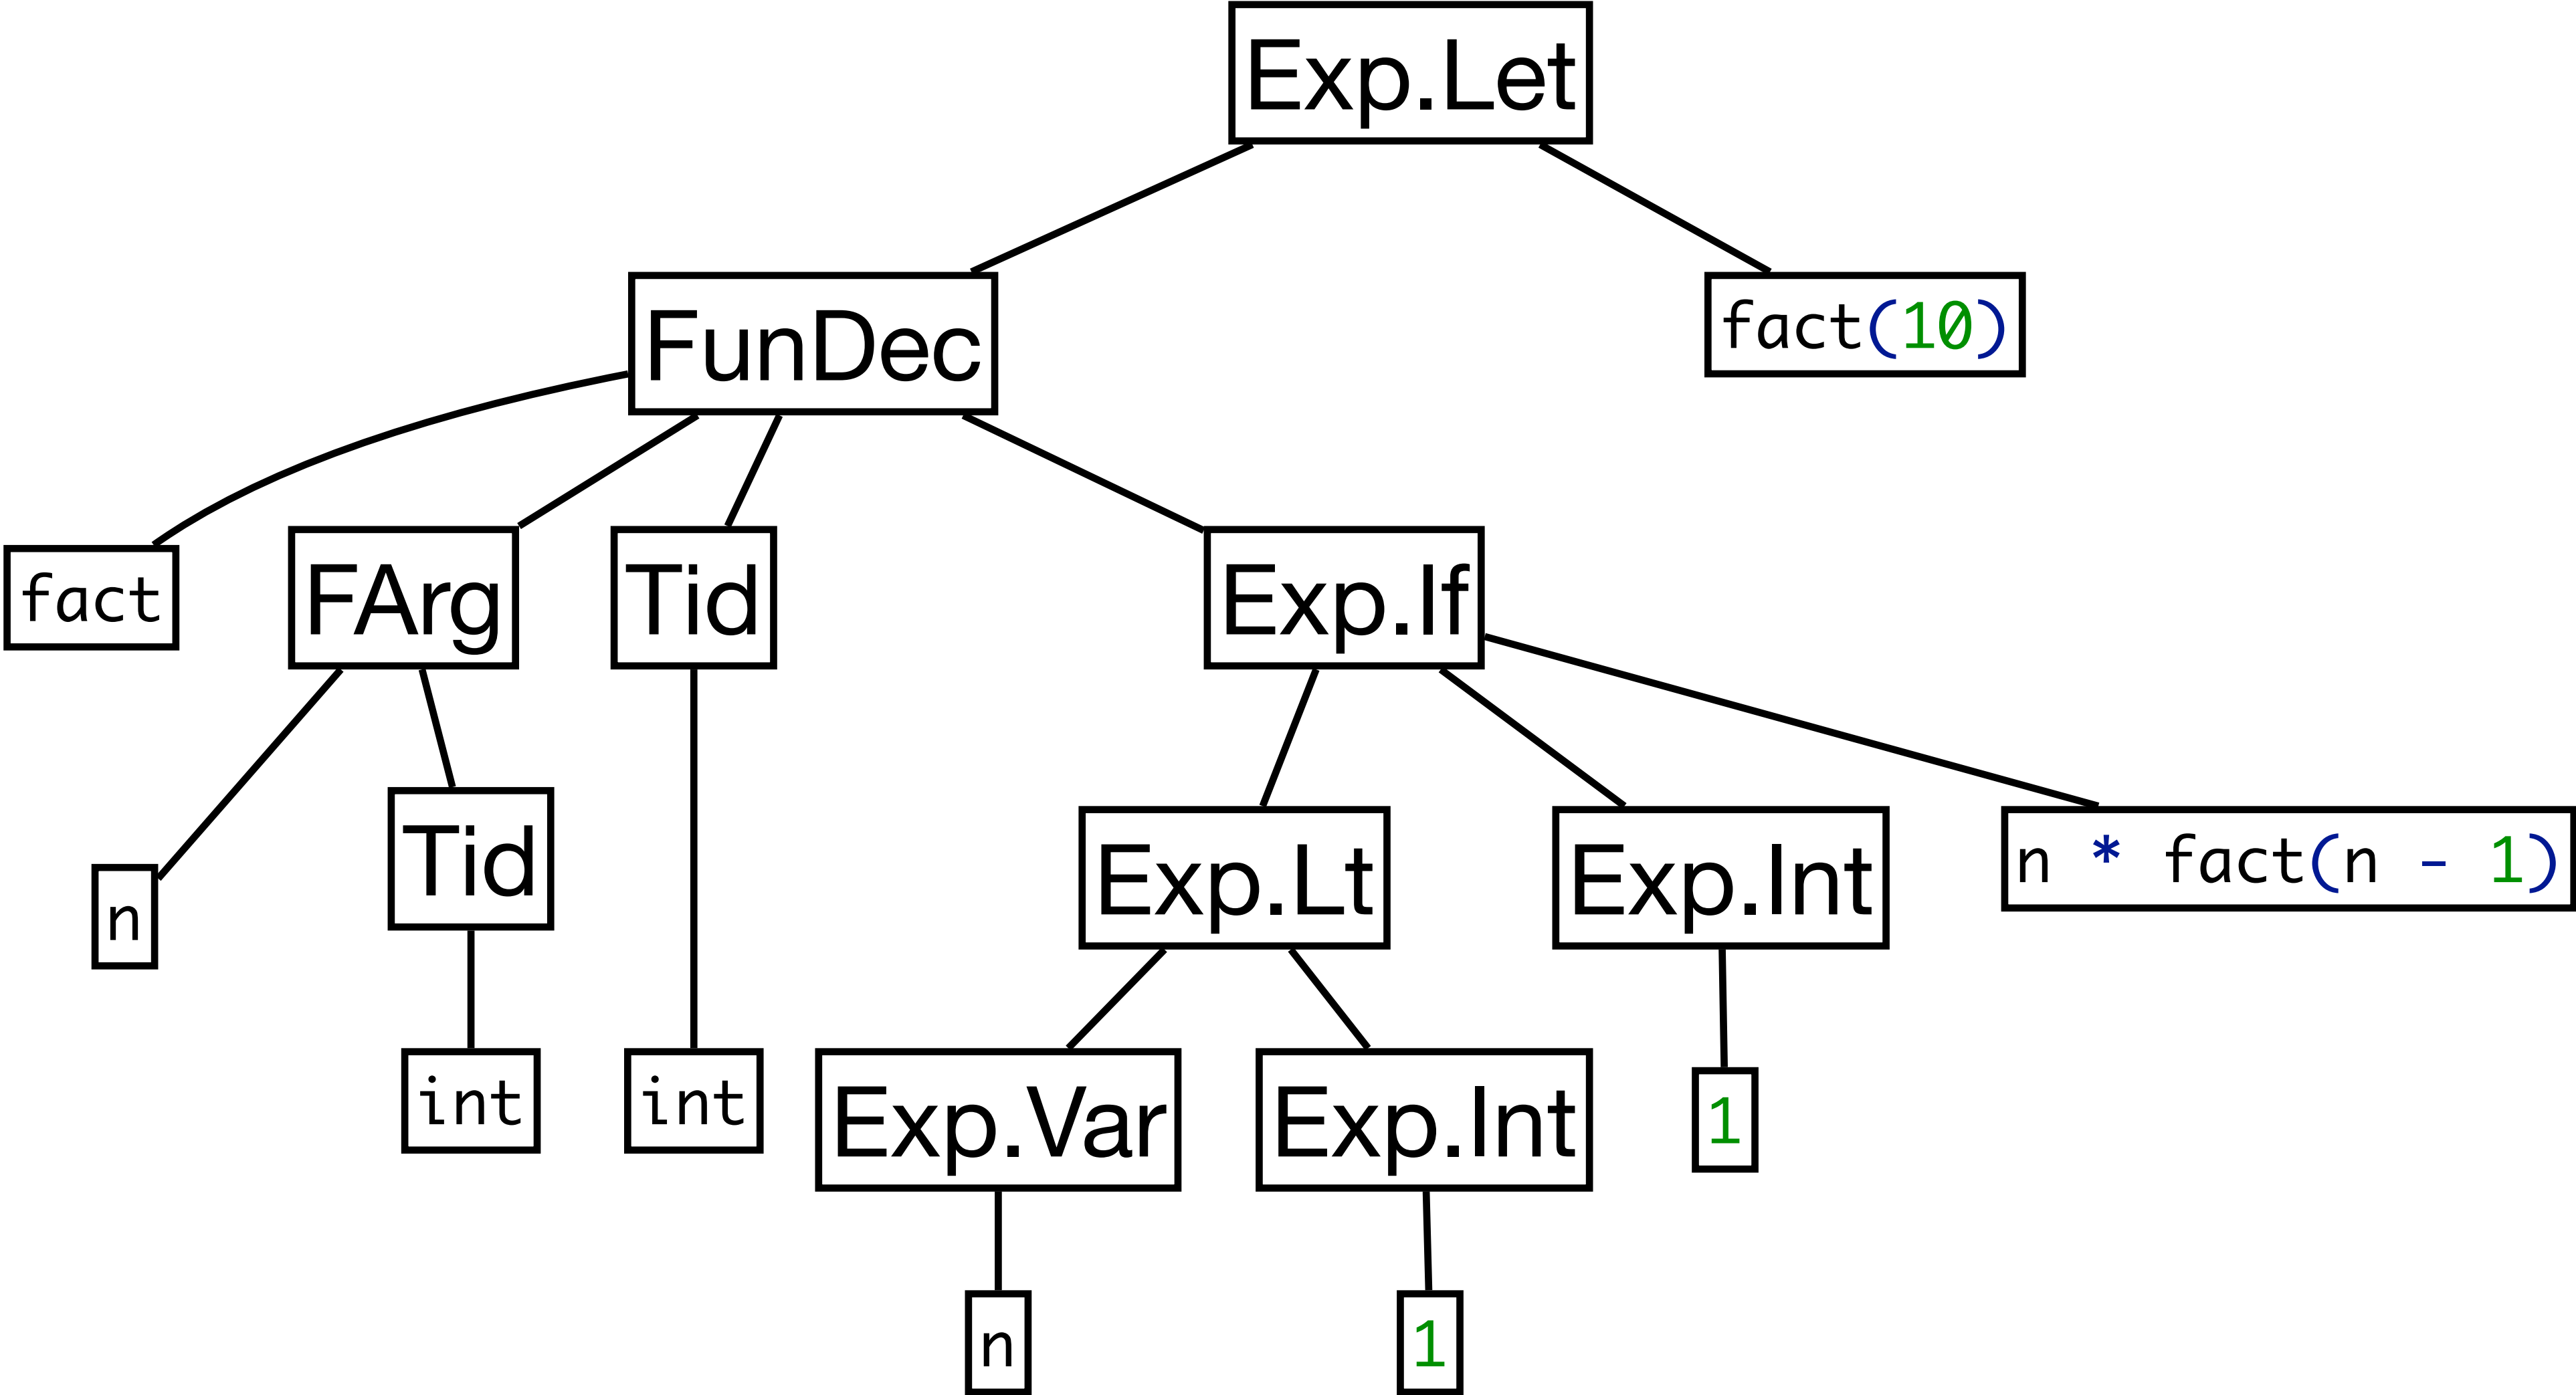 Exp.Let
FunDec
fact(10)
fact
FArg
Tid
Exp.If
n
Tid
Exp.Lt
Exp.Int
n * fact(n - 1)
int
int
Exp.Var
Exp.Int
1
n
1